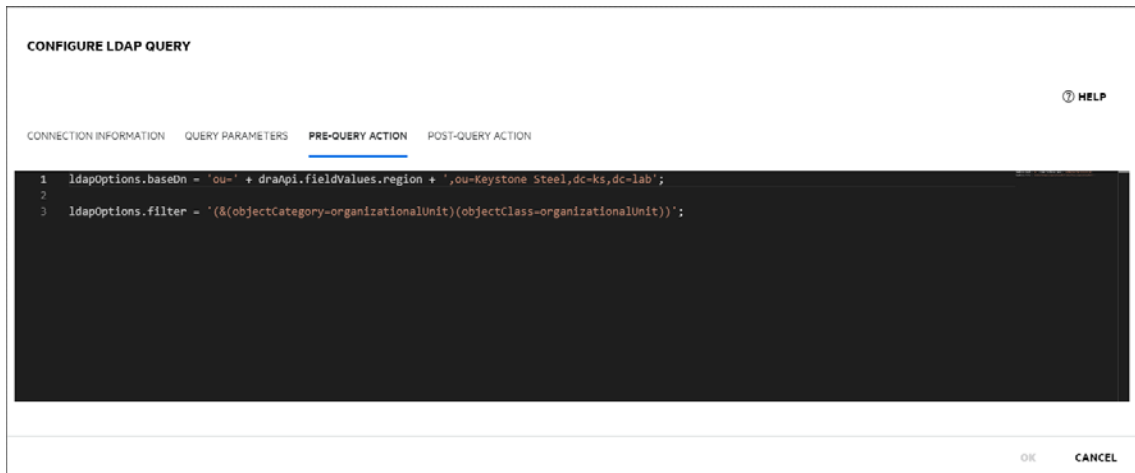 CONFIGURE LDAP QUERY
HELP
CONNECTION INFORMATION QUERY PARAMETERS PRE-QUERY ACTION POST-QUERY ACTION
1 ldapOptions.baseDn = 'ou=' + draApi.fieldValues.region + ',ou=Keystone Steel,dc=ks,dc=lab';
2
3 ldapOptions.filter = '(&(objectCategory=organizationalUnit)(objectClass=organizationalUnit))';
OK CANCEL